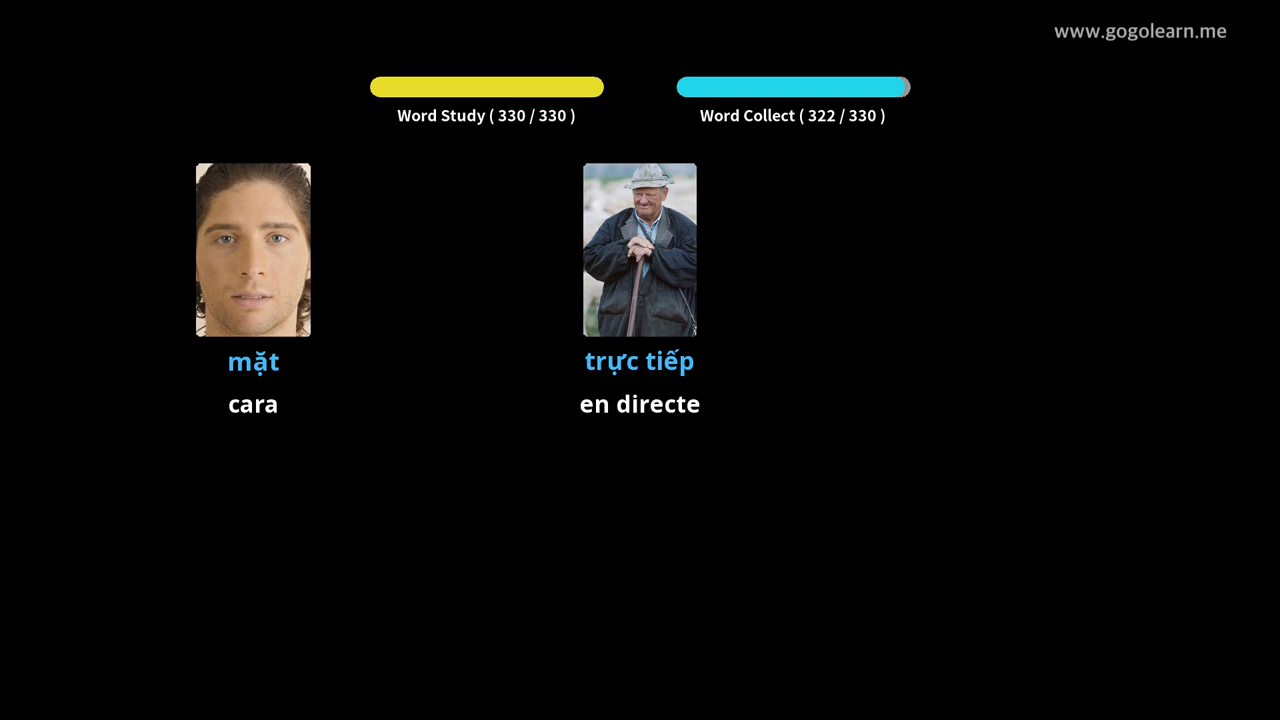 www.gogolearn.me
Word Study ( 330 / 330 )
Word Collect ( 322 / 330 )
mặt
trực tiếp
cara
en directe